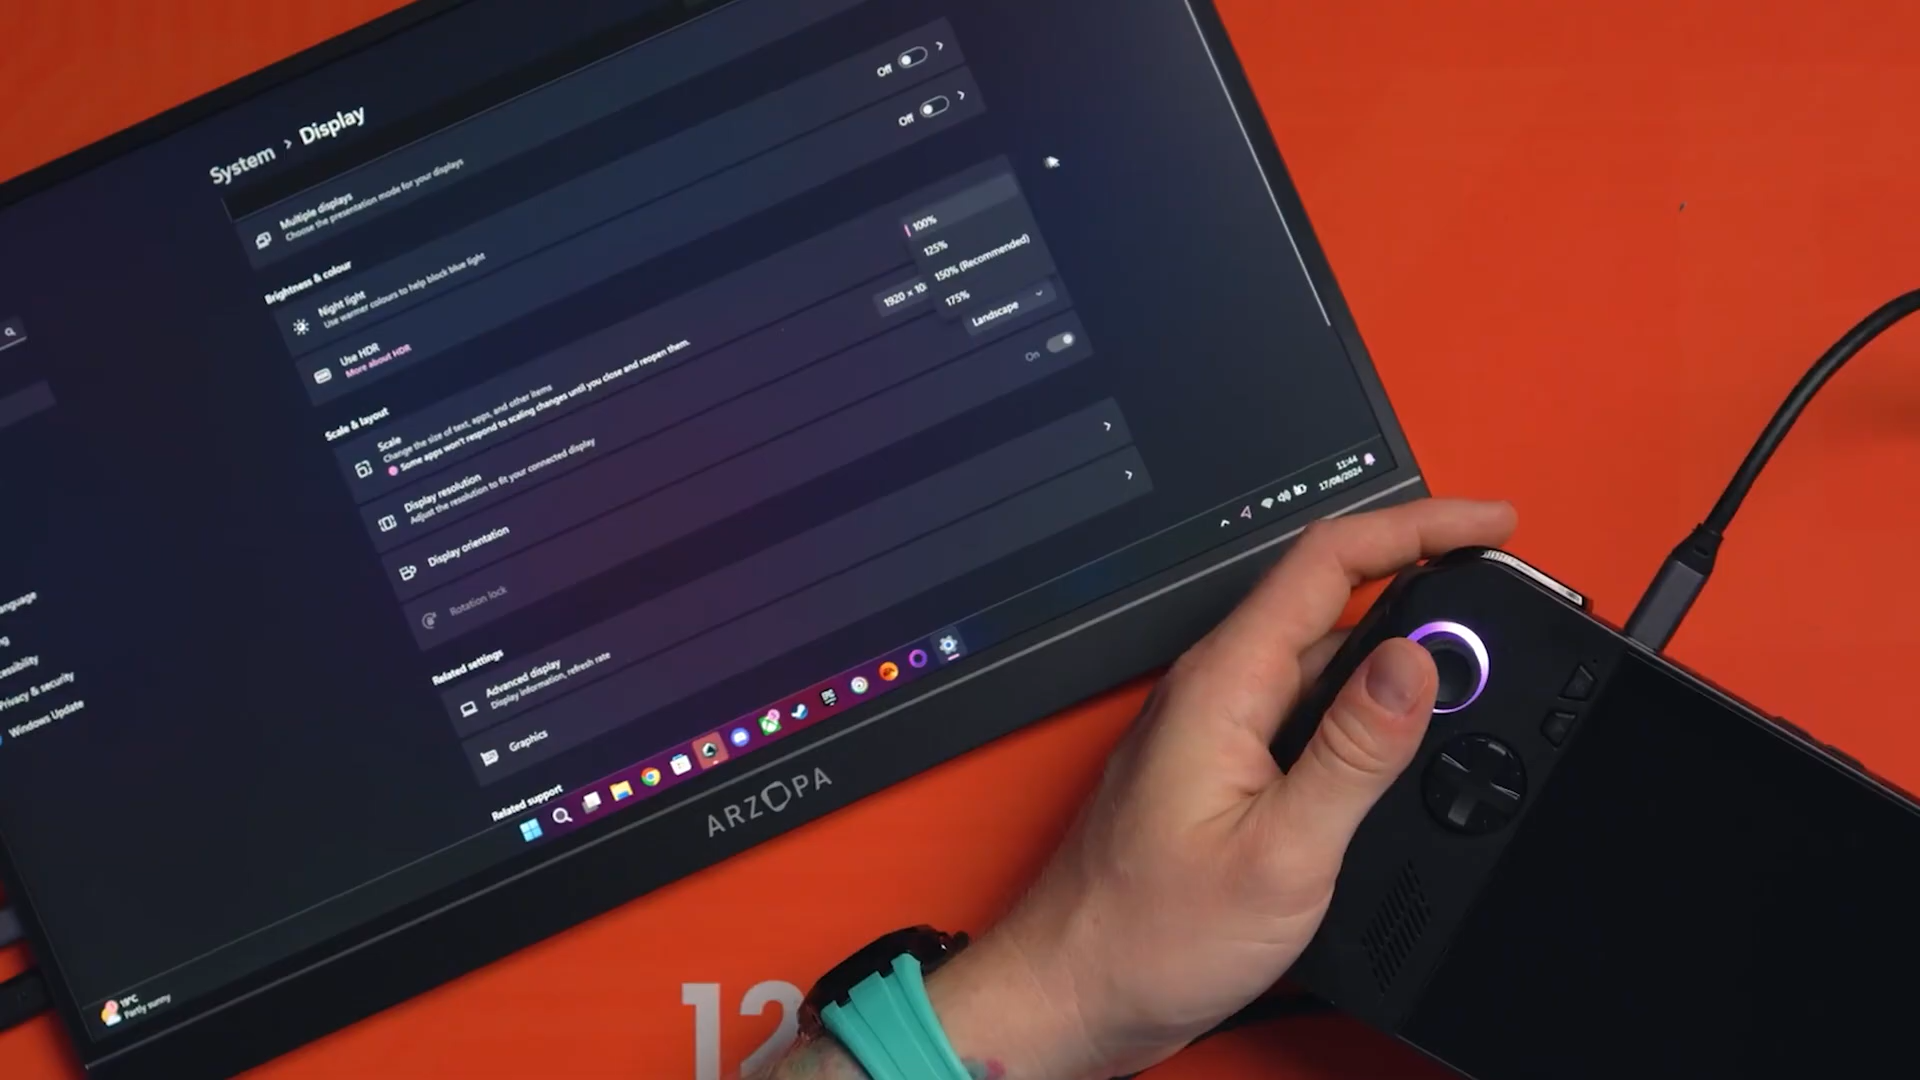 System > Display
Off
Multiple displays
Choose the presentation mode for your displays
Off
Brightness & colour
Night light
Use warmer colours to help block blue light
Use HDR
More about HDR
100%
125%
150% (Recommended)
175%
Scale & layout
Scale
Change the size of text, apps, and other items
Some apps won't respond to scaling changes until you close and reopen them.
Display resolution
Adjust the resolution to fit your connected display
1920 × 10
Display orientation
Landscape
Rotation lock
On
Related settings
Advanced display
Display information, refresh rate
Graphics
Related support
Privacy & security
Windows Update
11:44
17/08/2024
19°C
Partly sunny
ARZOPA
12